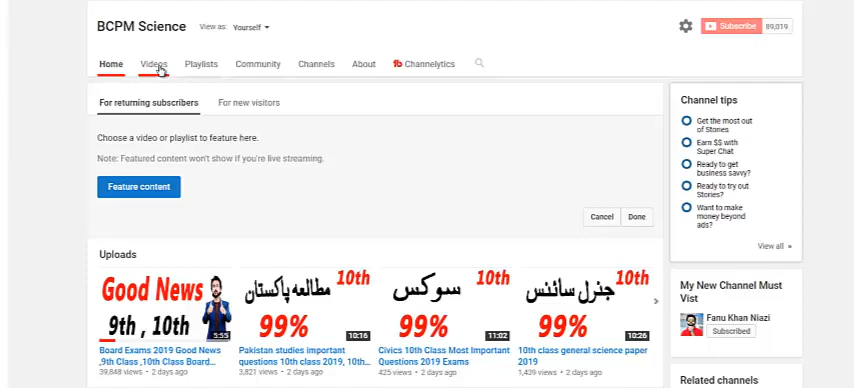 BCPM Science
View as: Yourself
Subscribe 89,019
Home Videos Playlists Community Channels About fb Channelytics
For returning subscribers For new visitors
Choose a video or playlist to feature here.
Note: Featured content won't show if you're live streaming.
Feature content
Cancel Done
Channel tips
Get the most out
of Stories
Earn $$ with
Super Chat
Ready to get
business savvy?
Ready to try out
Stories?
Want to make
money beyond
ads?
View all »
Uploads
Good News
9th , 10th
5:55
Board Exams 2019 Good News
,9th Class ,10th Class Board...
39,848 views • 2 days ago
10th
مطالعہ پاکستان
99%
10:16
Pakistan studies important
questions 10th class 2019, 10th...
3,821 views • 2 days ago
10th
سوکس
99%
11:02
Civics 10th Class Most Important
Questions 2019 Exams
425 views • 2 days ago
10th
جنرل سائنس
99%
10:26
10th class general science paper
2019
1,439 views • 2 days ago
My New Channel Must
Vist
Fanu Khan Niazi
Subscribed
Related channels